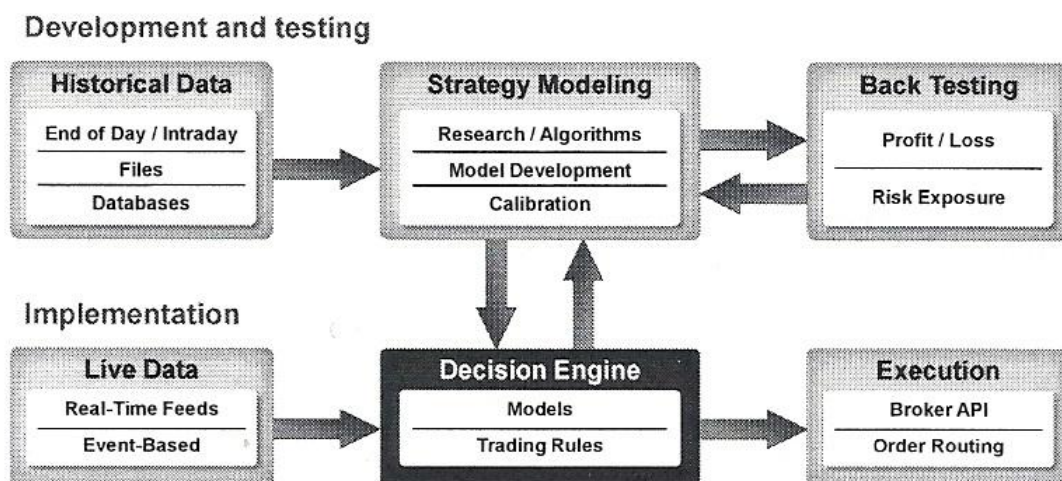 Development and testing
Historical Data
End of Day / Intraday
Files
Databases
Strategy Modeling
Research / Algorithms
Model Development
Calibration
Back Testing
Profit / Loss
Risk Exposure
Implementation
Live Data
Real-Time Feeds
Event-Based
Decision Engine
Models
Trading Rules
Execution
Broker API
Order Routing